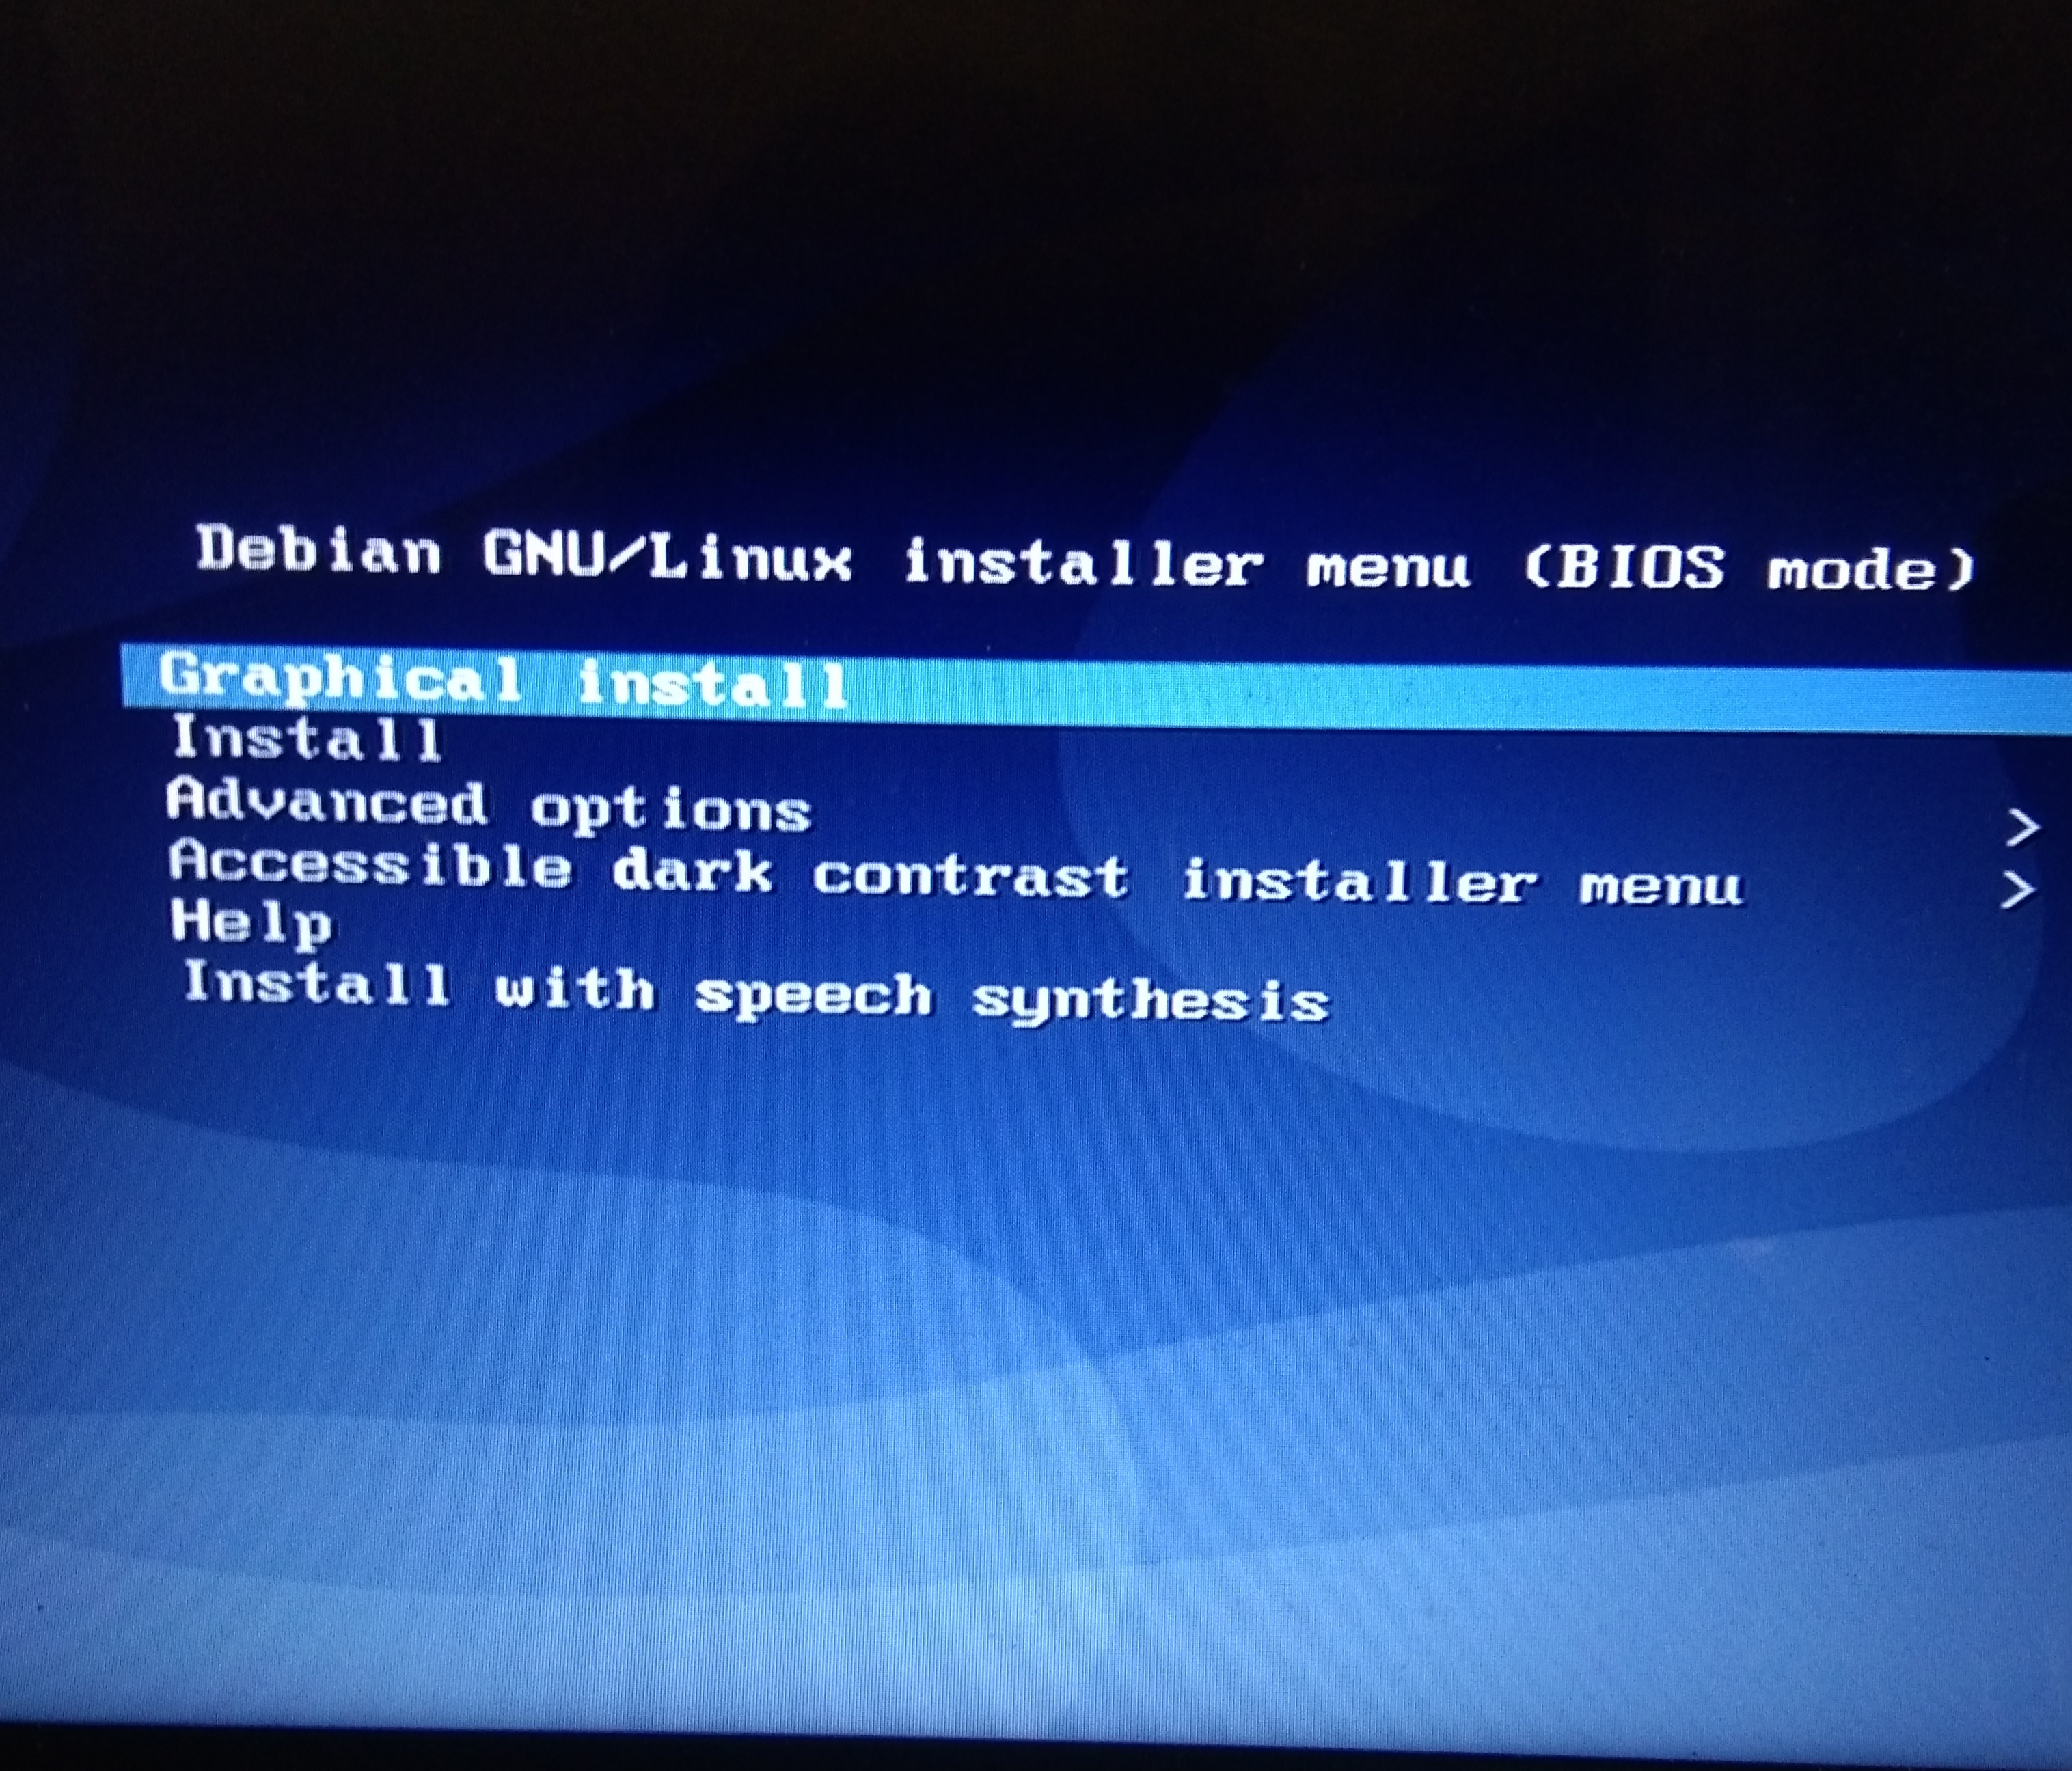 Debian GNU/Linux installer menu (BIOS mode)
Graphical install
Install
Advanced options >
Accessible dark contrast installer menu >
Help
Install with speech synthesis